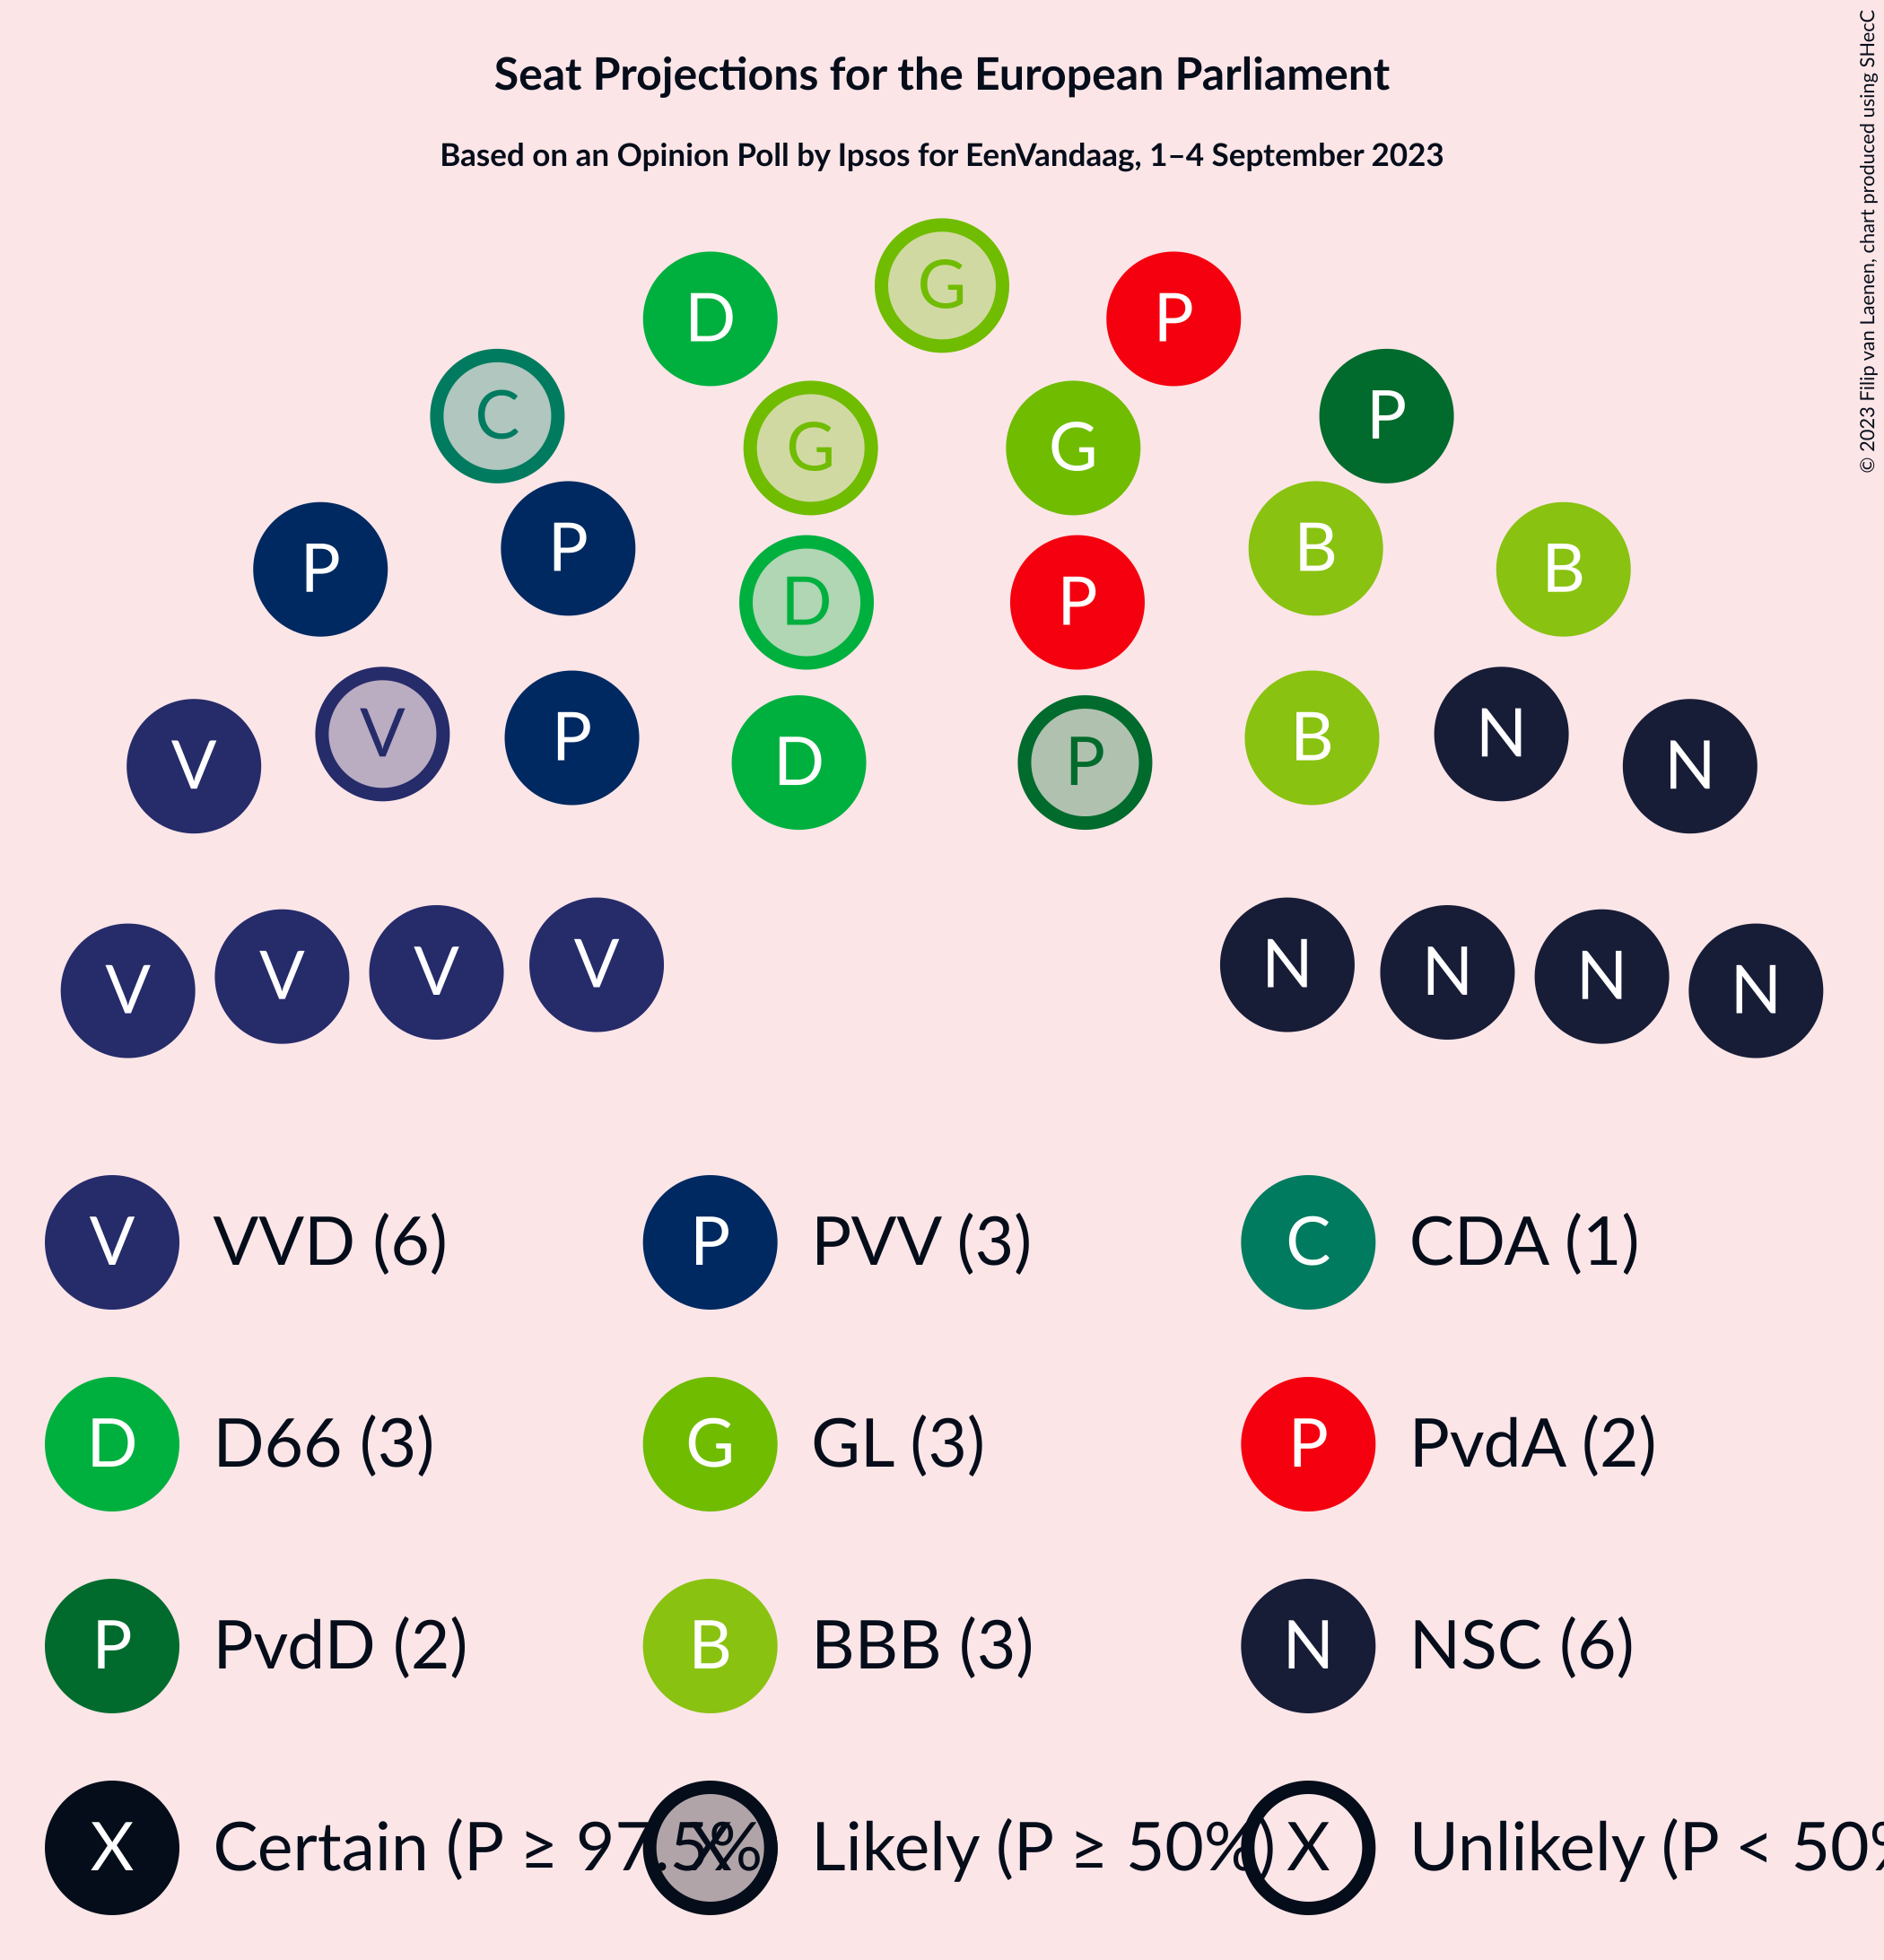 Seat Projections for the European Parliament
Based on an Opinion Poll by Ipsos for EenVandaag, 1–4 September 2023
© 2023 Filip van Laenen, chart produced using SHecC
G
D P
C P
G G
P P B B
D P
V V P D P B N N
V V V V N N N N
V VVD (6) P PVV (3) C CDA (1)
D D66 (3) G GL (3) P PvdA (2)
P PvdD (2) B BBB (3) N NSC (6)
X Certain (P ≥ 97.5% X Likely (P ≥ 50%) X Unlikely (P < 50%